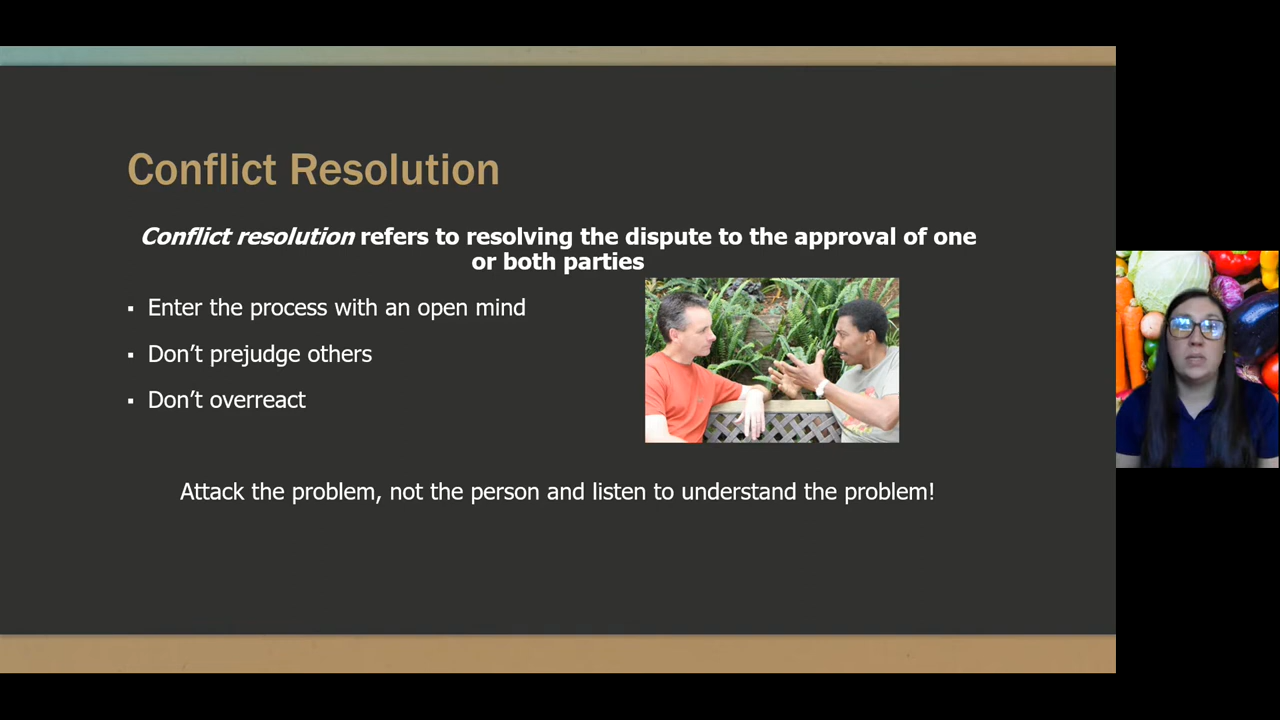 Conflict Resolution
Conflict resolution refers to resolving the dispute to the approval of one
or both parties
▪ Enter the process with an open mind
▪ Don’t prejudge others
▪ Don’t overreact
Attack the problem, not the person and listen to understand the problem!